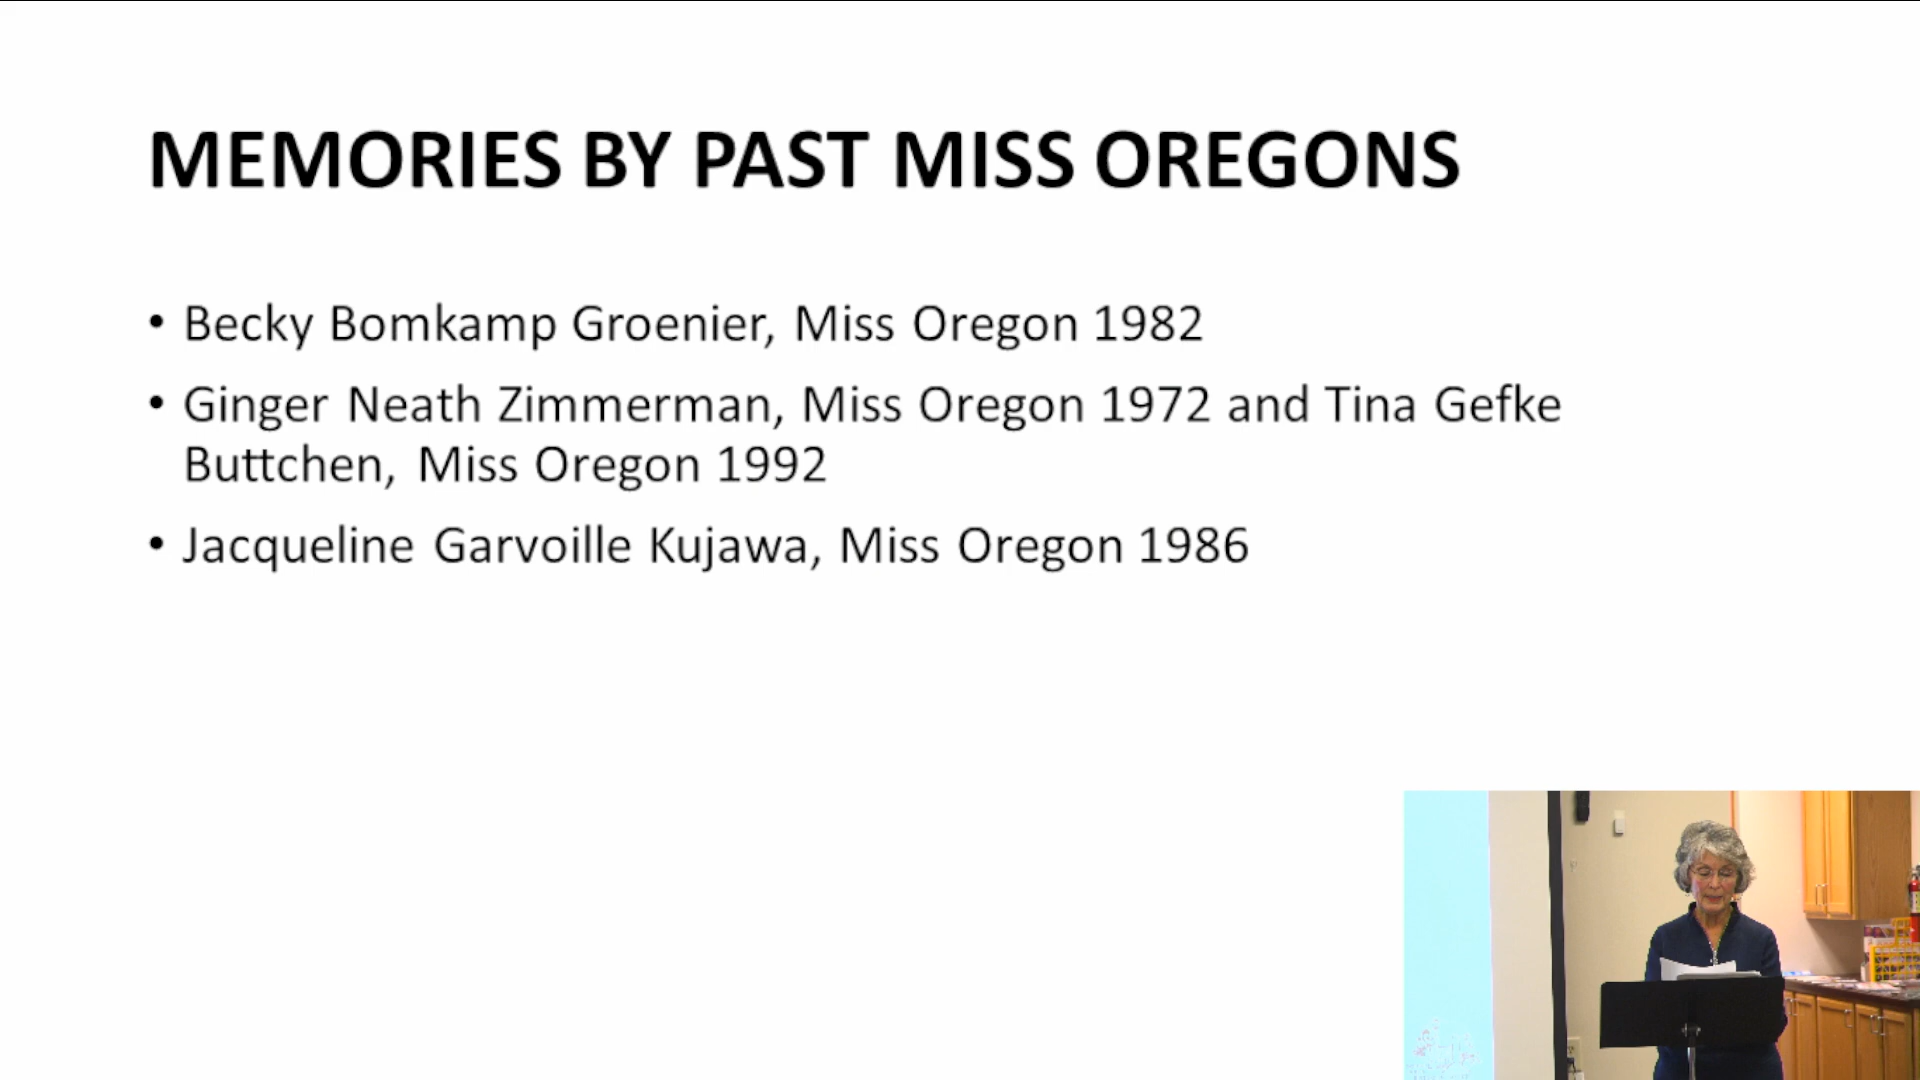 MEMORIES BY PAST MISS OREGONS
• Becky Bomkamp Groenier, Miss Oregon 1982
• Ginger Neath Zimmerman, Miss Oregon 1972 and Tina Gefke
Buttchen, Miss Oregon 1992
• Jacqueline Garvoille Kujawa, Miss Oregon 1986